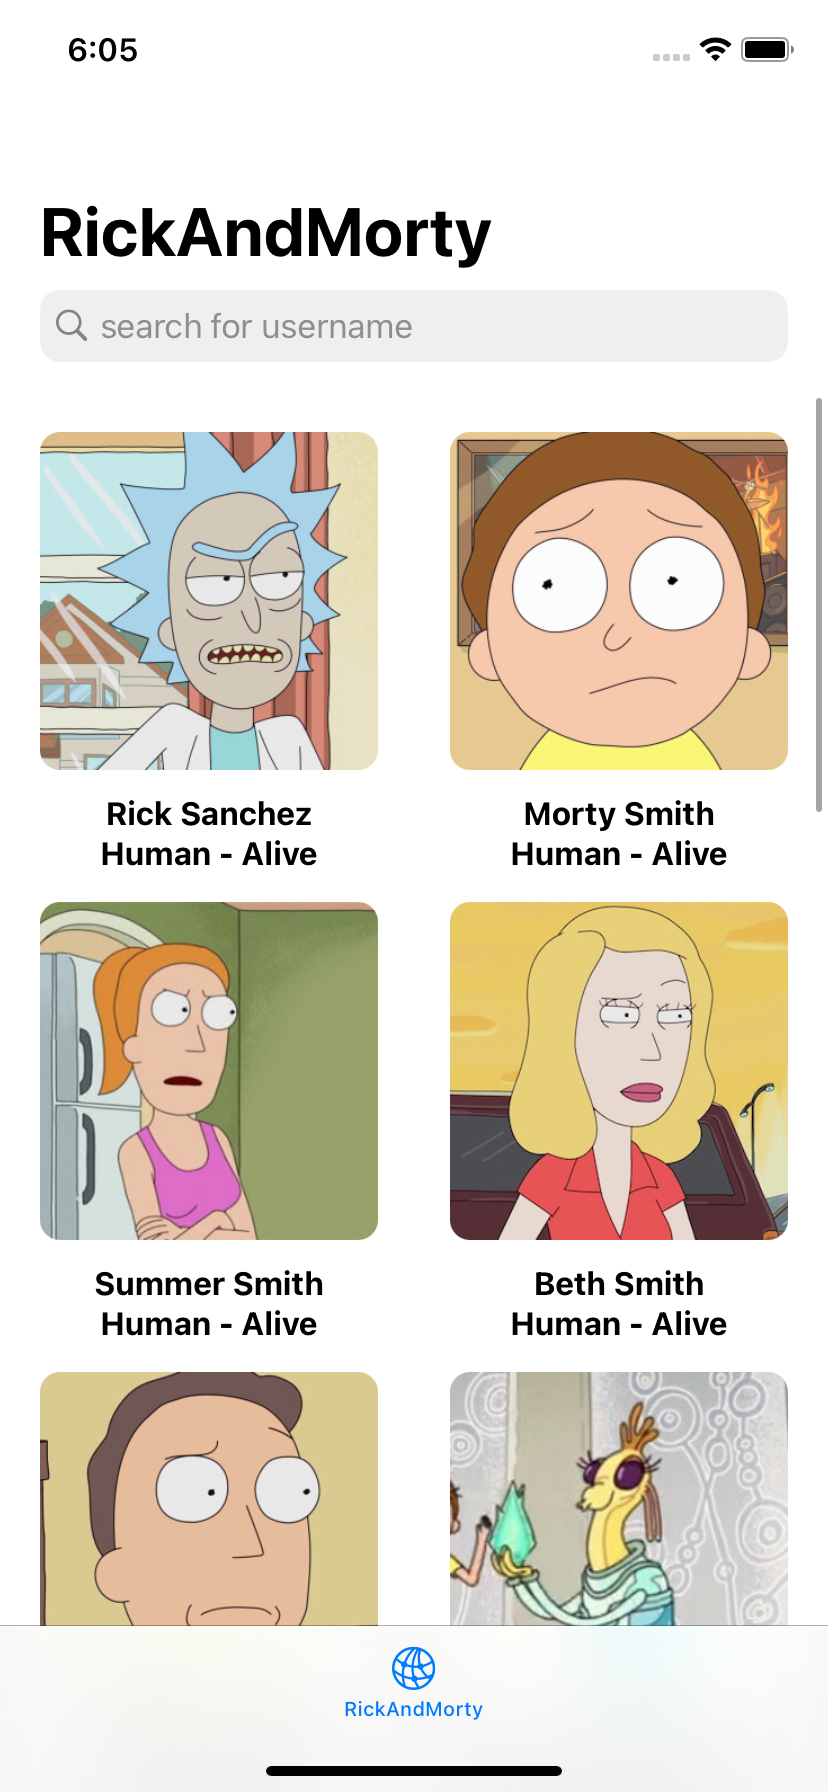 6:05
RickAndMorty
search for username
Rick Sanchez
Human - Alive
Morty Smith
Human - Alive
Summer Smith
Human - Alive
Beth Smith
Human - Alive
RickAndMorty